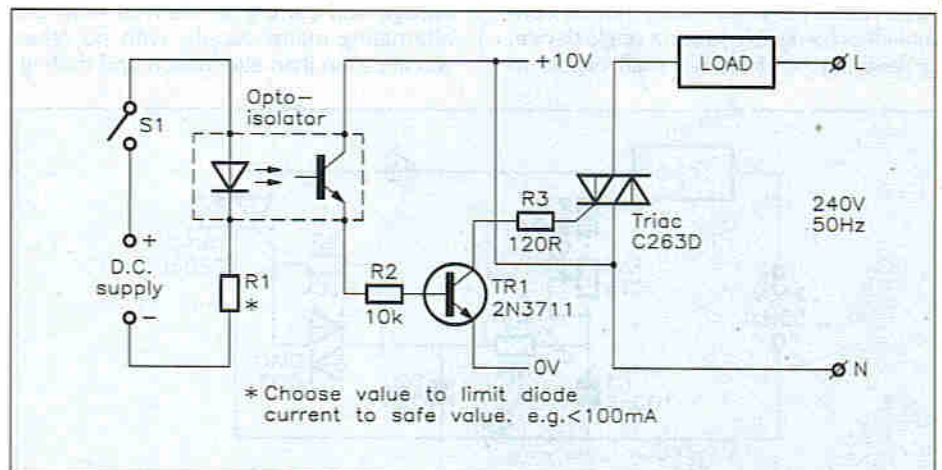 +10V
LOAD
L
Opto-
isolator
S1
R3
120R
Triac
C263D
240V
50Hz
+
D.C.
supply
-
R1
*
R2
10k
TR1
2N3711
0V
N
* Choose value to limit diode
current to safe value. e.g.<100mA